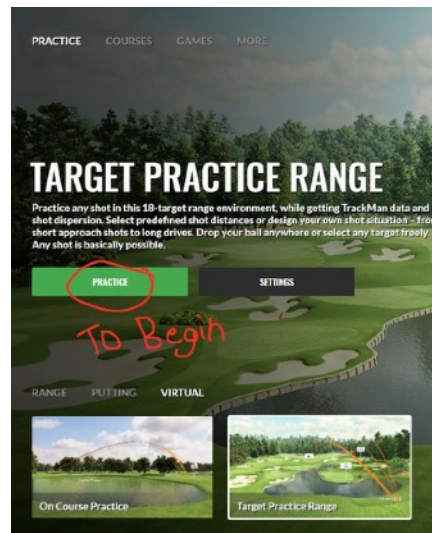 PRACTICE COURSES GAMES MORE
TARGET PRACTICE RANGE
Practice any shot in this 18-target range environment, while getting TrackMan data and
shot dispersion. Select predefined shot distances or design your own shot situation – from
short approach shots to long drives. Drop your ball anywhere or select any target freely.
Any shot is basically possible.
PRACTICE SETTINGS
To Begin
RANGE PUTTING VIRTUAL
On Course Practice Target Practice Range